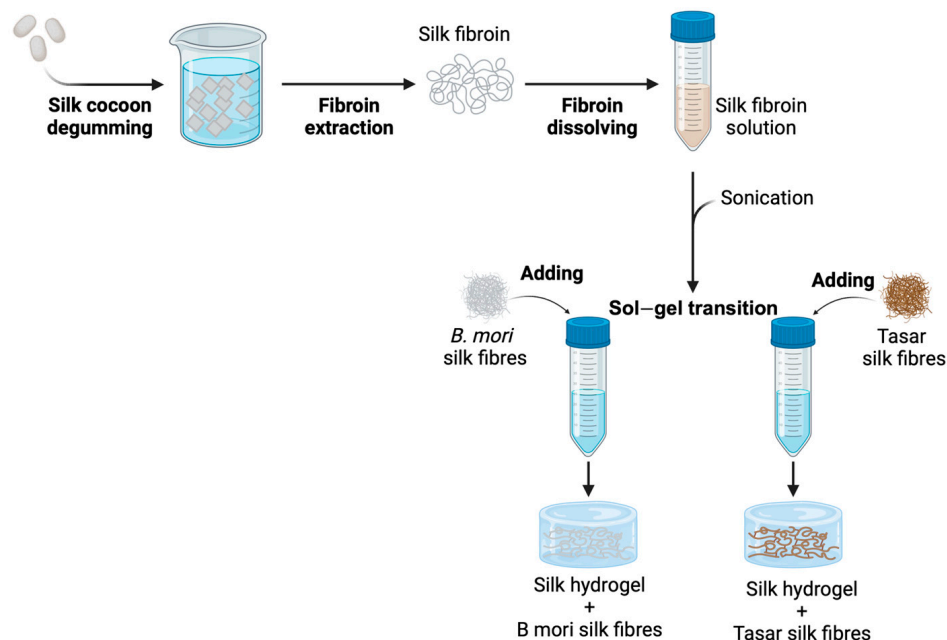 Silk cocoon
degumming
Fibroin
extraction
Silk fibroin
Fibroin
dissolving
Silk fibroin
solution
Sonication
Adding
B. mori
silk fibres
Sol–gel transition
Adding
Tasar
silk fibres
Silk hydrogel
+
B mori silk fibres
Silk hydrogel
+
Tasar silk fibres